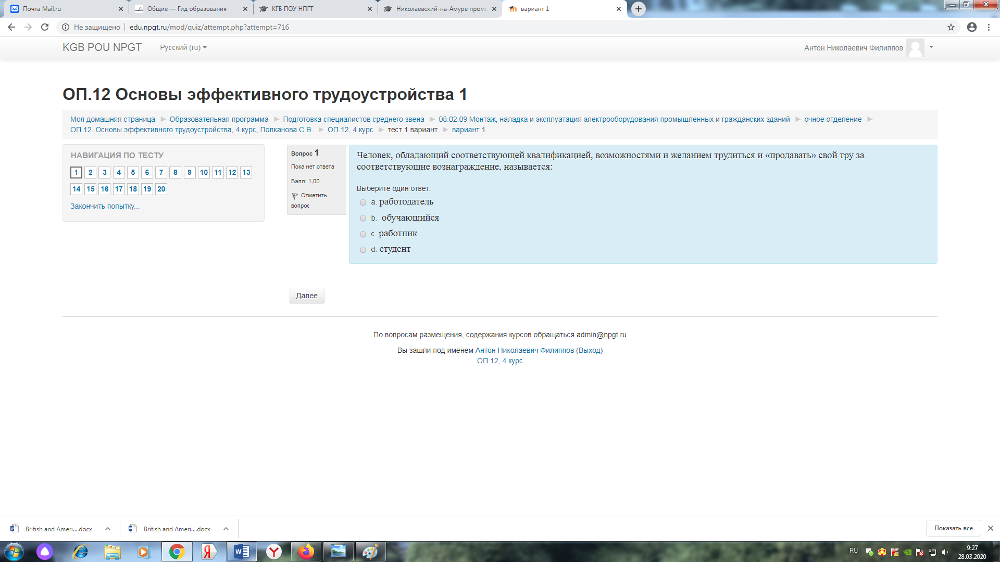 Почта Mail.ru
Общие — Гид образования
КГБ ПОУ НПГТ
Николаевский-на-Амуре пром
вариант 1
Не защищено
edu.npgt.ru/mod/quiz/attempt.php?attempt=716
KGB POU NPGT
Русский (ru)
Антон Николаевич Филиппов
ОП.12 Основы эффективного трудоустройства 1
Моя домашняя страница ► Образовательная программа ► Подготовка специалистов среднего звена ► 08.02.09 Монтаж, наладка и эксплуатация электрооборудования промышленных и гражданских зданий ► очное отделение ►
ОП.12. Основы эффективного трудоустройства, 4 курс, Полканова С.В. ► ОП.12, 4 курс ► тест 1 вариант ► вариант 1
НАВИГАЦИЯ ПО ТЕСТУ
1 2 3 4 5 6 7 8 9 10 11 12 13
14 15 16 17 18 19 20
Закончить попытку...
Вопрос 1
Пока нет ответа
Балл: 1,00
Отметить
вопрос
Человек, обладающий соответствующей квалификацией, возможностями и желанием трудиться и «продавать» свой тру за
соответствующие вознаграждение, называется:
Выберите один ответ:
a. работодатель
b. обучающийся
c. работник
d. студент
Далее
По вопросам размещения, содержания курсов обращаться admin@npgt.ru
Вы зашли под именем Антон Николаевич Филиппов (Выход)
ОП.12, 4 курс
British and Ameri....docx
British and Ameri....docx
Показать все
RU
9:27
28.03.2020